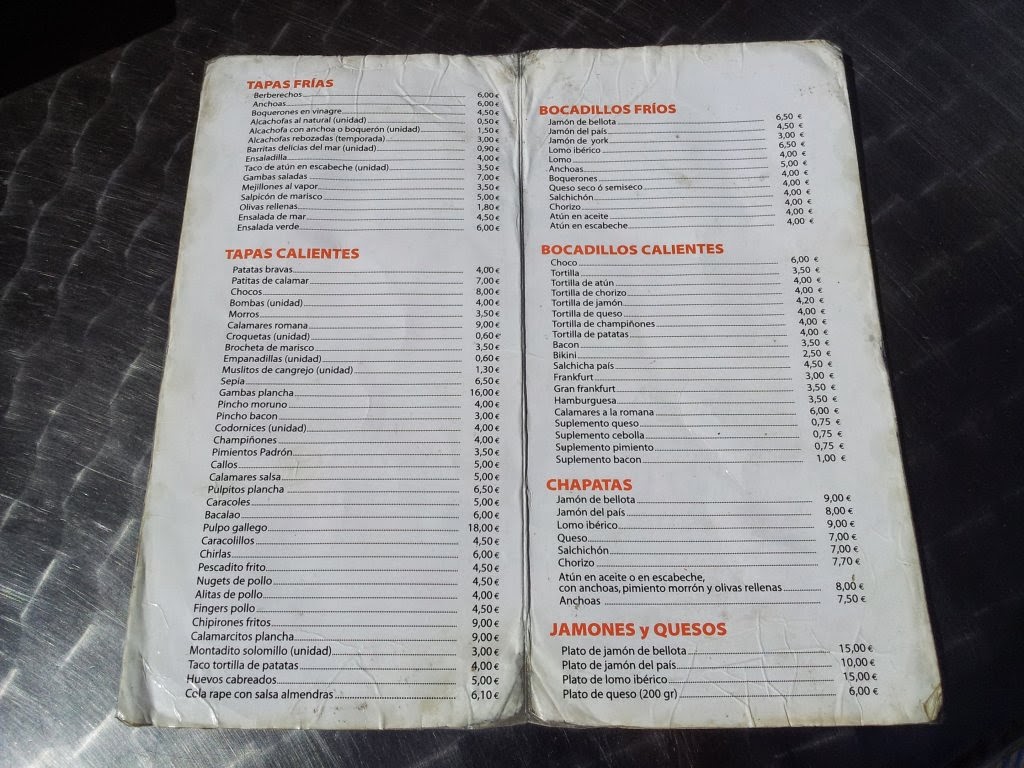 TAPAS FRÍAS
Berberechos 6,00 €
Anchoas 6,00 €
Boquerones en vinagre 4,50 €
Alcachofas al natural (unidad) 0,50 €
Alcachofa con anchoa o boquerón (unidad) 1,50 €
Alcachofas rebozadas (temporada) 3,00 €
Barritas delicias del mar (unidad) 0,90 €
Ensaladilla 4,00 €
Taco de atún en escabeche (unidad) 3,50 €
Gambas saladas 7,00 €
Mejillones al vapor 3,50 €
Salpicón de marisco 5,00 €
Olivas rellenas 1,80 €
Ensalada de mar 4,50 €
Ensalada verde 6,00 €
TAPAS CALIENTES
Patatas bravas 4,00 €
Patitas de calamar 7,00 €
Chocos 8,00 €
Bombas (unidad) 4,00 €
Morros 3,50 €
Calamares romana 9,00 €
Croquetas (unidad) 0,60 €
Brocheta de marisco 3,50 €
Empanadillas (unidad) 0,60 €
Muslitos de cangrejo (unidad) 1,30 €
Sepia 6,50 €
Gambas plancha 16,00 €
Pincho moruno 4,00 €
Pincho bacon 3,00 €
Codornices (unidad) 4,00 €
Champiñones 4,00 €
Pimientos Padrón 3,50 €
Callos 5,00 €
Calamares salsa 5,00 €
Pulpitos plancha 6,50 €
Caracoles 5,00 €
Bacalao 6,00 €
Pulpo gallego 18,00 €
Caracolillos 4,50 €
Chirlas 6,00 €
Pescadito frito 4,50 €
Nugets de pollo 4,50 €
Alitas de pollo 4,00 €
Fingers pollo 4,50 €
Chipirones fritos 9,00 €
Calamarcitos plancha 9,00 €
Montadito solomillo (unidad) 3,00 €
Taco tortilla de patatas 4,00 €
Huevos cabreados 5,00 €
Cola rape con salsa almendras 6,10 €
BOCADILLOS FRÍOS
Jamón de bellota 6,50 €
Jamón del país 4,50 €
Jamón de york 3,00 €
Lomo ibérico 6,50 €
Lomo 4,00 €
Anchoas 5,00 €
Boquerones 4,00 €
Queso seco ó semiseco 4,00 €
Salchichón 4,00 €
Chorizo 4,00 €
Atún en aceite 4,00 €
Atún en escabeche 4,00 €
BOCADILLOS CALIENTES
Choco 6,00 €
Tortilla 3,50 €
Tortilla de atún 4,00 €
Tortilla de chorizo 4,00 €
Tortilla de jamón 4,20 €
Tortilla de queso 4,00 €
Tortilla de champiñones 4,00 €
Tortilla de patatas 4,00 €
Bacon 3,50 €
Bikini 2,50 €
Salchicha país 4,50 €
Frankfurt 3,00 €
Gran frankfurt 3,50 €
Hamburguesa 3,50 €
Calamares a la romana 6,00 €
Suplemento queso 0,75 €
Suplemento cebolla 0,75 €
Suplemento pimiento 0,75 €
Suplemento bacon 1,00 €
CHAPATAS
Jamón de bellota 9,00 €
Jamón del país 8,00 €
Lomo ibérico 9,00 €
Queso 7,00 €
Salchichón 7,00 €
Chorizo 7,70 €
Atún en aceite o en escabeche,
con anchoas, pimiento morrón y olivas rellenas 8,00 €
Anchoas 7,50 €
JAMONES y QUESOS
Plato de jamón de bellota 15,00 €
Plato de jamón del país 10,00 €
Plato de lomo ibérico 15,00 €
Plato de queso (200 gr) 6,00 €